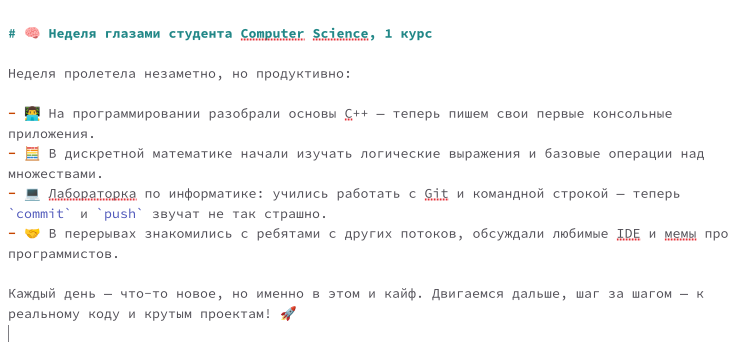 # 🧠 Неделя глазами студента Computer Science, 1 курс
Неделя пролетела незаметно, но продуктивно:
- 👨‍💻 На программировании разобрали основы C++ — теперь пишем свои первые консольные
приложения.
- 🧮 В дискретной математике начали изучать логические выражения и базовые операции над
множествами.
- 💻 Лабораторка по информатике: учились работать с Git и командной строкой — теперь
`commit` и `push` звучат не так страшно.
- 🤝 В перерывах знакомились с ребятами с других потоков, обсуждали любимые IDE и мемы про
программистов.
Каждый день — что-то новое, но именно в этом и кайф. Двигаемся дальше, шаг за шагом — к
реальному коду и крутым проектам! 🚀